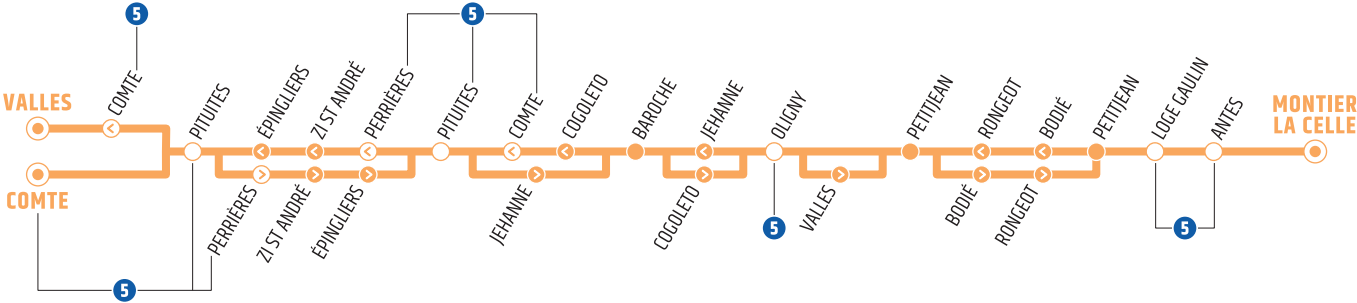 5
5
VALLES
COMTE
PITUITES
ÉPINGLIERS
ZI ST ANDRÉ
PERRIÈRES
PITUITES
COMTE
COGOLETO
BAROCHE
JEHANNE
OLIGNY
PETITJEAN
RONGEOT
BODIÉ
PETITJEAN
LOGE GAULIN
ANTES
MONTIER
LA CELLE
COMTE
PERRIÈRES
ZI ST ANDRÉ
ÉPINGLIERS
JEHANNE
COGOLETO
VALLES
BODIÉ
RONGEOT
5
5
5